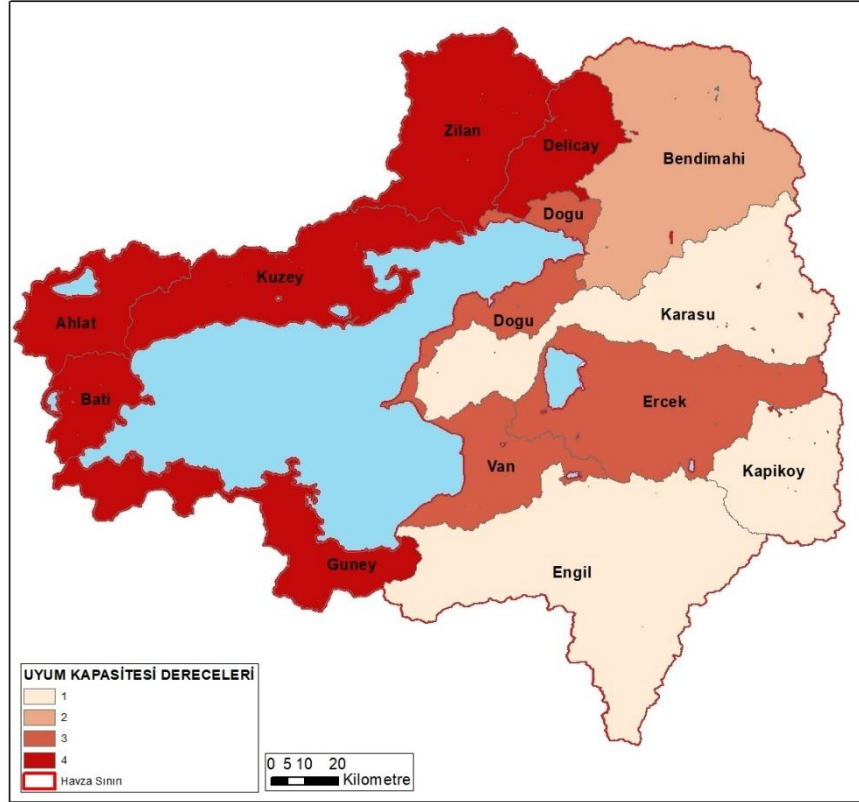 Zilan
Delicay
Bendimahi
Dogu
Kuzey
Ahlat
Dogu
Karasu
Bati
Ercek
Van
Kapikoy
Guney
Engil
UYUM KAPASİTESİ DERECELERİ
1
2
3
4
Havza Sınırı
0 5 10 20
Kilometre